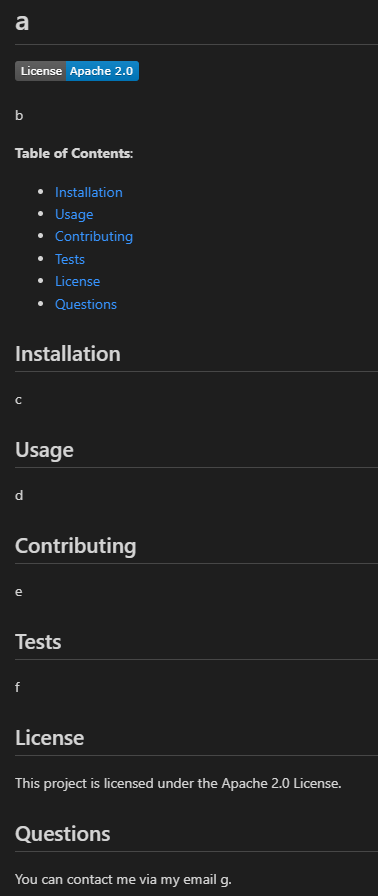 a
License Apache 2.0
b
Table of Contents:
Installation
Usage
Contributing
Tests
License
Questions
Installation
c
Usage
d
Contributing
e
Tests
f
License
This project is licensed under the Apache 2.0 License.
Questions
You can contact me via my email g.